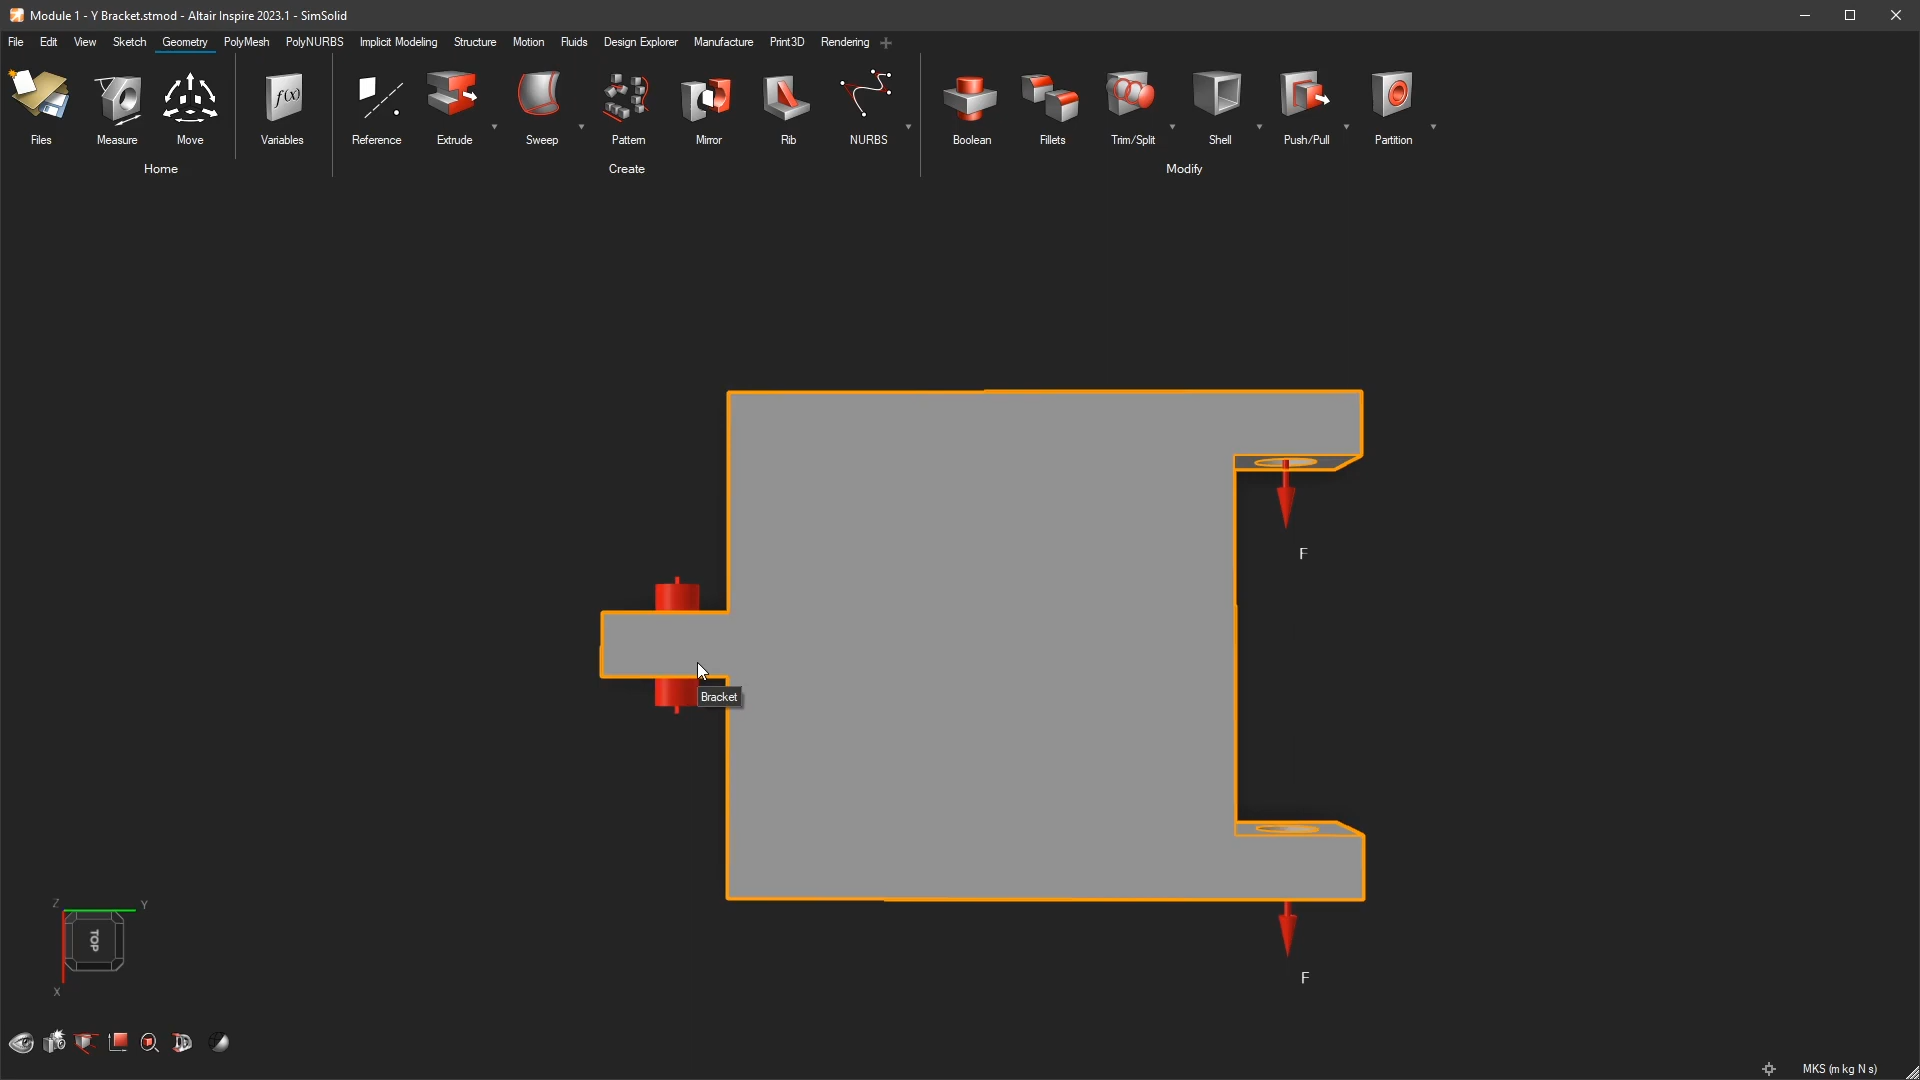 Module 1 - Y Bracket.stmod - Altair Inspire 2023.1 - SimSolid
File Edit View Sketch Geometry PolyMesh PolyNURBS Implicit Modeling Structure Motion Fluids Design Explorer Manufacture Print3D Rendering
f(x)
Files Measure Move Variables Reference Extrude Sweep Pattern Mirror Rib NURBS Boolean Fillets Trim/Split Shell Push/Pull Partition
Home Create Modify
F
Bracket
Z Y
TOP
X
F
MKS (m kg N s)